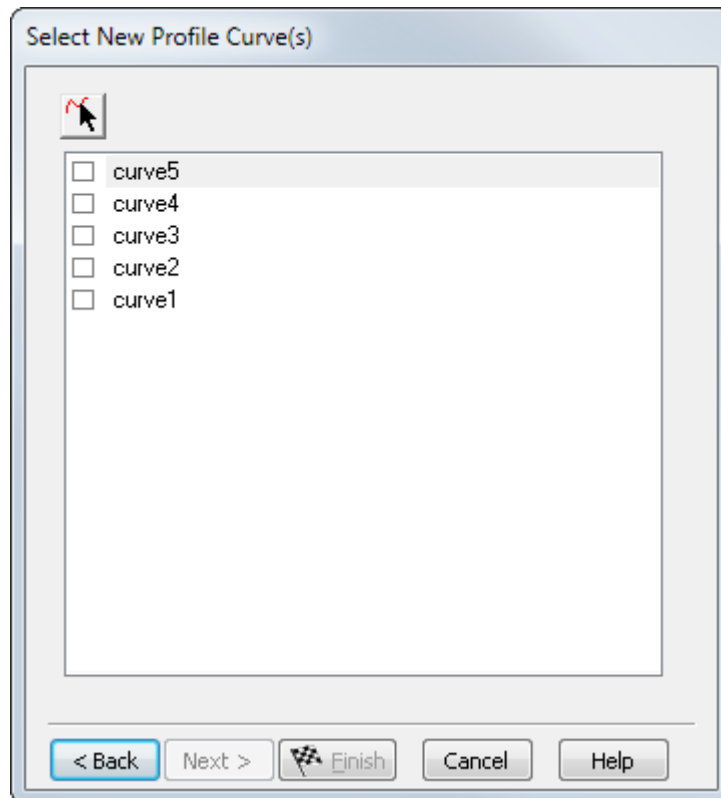 Select New Profile Curve(s)
curve5
curve4
curve3
curve2
curve1
< Back Next > Finish Cancel Help